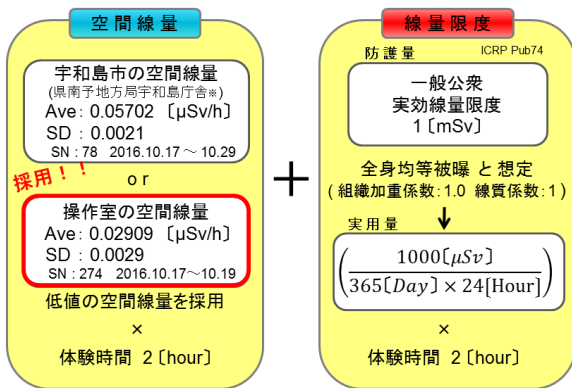 空間線量
宇和島市の空間線量
(県南予地方局宇和島庁舎※)
Ave: 0.05702 〔μSv/h〕
SD : 0.0021
SN : 78 2016.10.17 ～ 10.29
採用！！
or
操作室の空間線量
Ave: 0.02909 〔μSv/h〕
SD : 0.0029
SN : 274 2016.10.17～10.19
低値の空間線量を採用
×
体験時間 2〔hour〕
+
線量限度
防護量 ICRP Pub74
一般公衆
実効線量限度
1〔mSv〕
全身均等被曝 と 想定
( 組織加重係数：1.0 線質係数：1 )
実用量
(1000[μSv]
365[Day] × 24[Hour])
×
体験時間 2〔hour〕